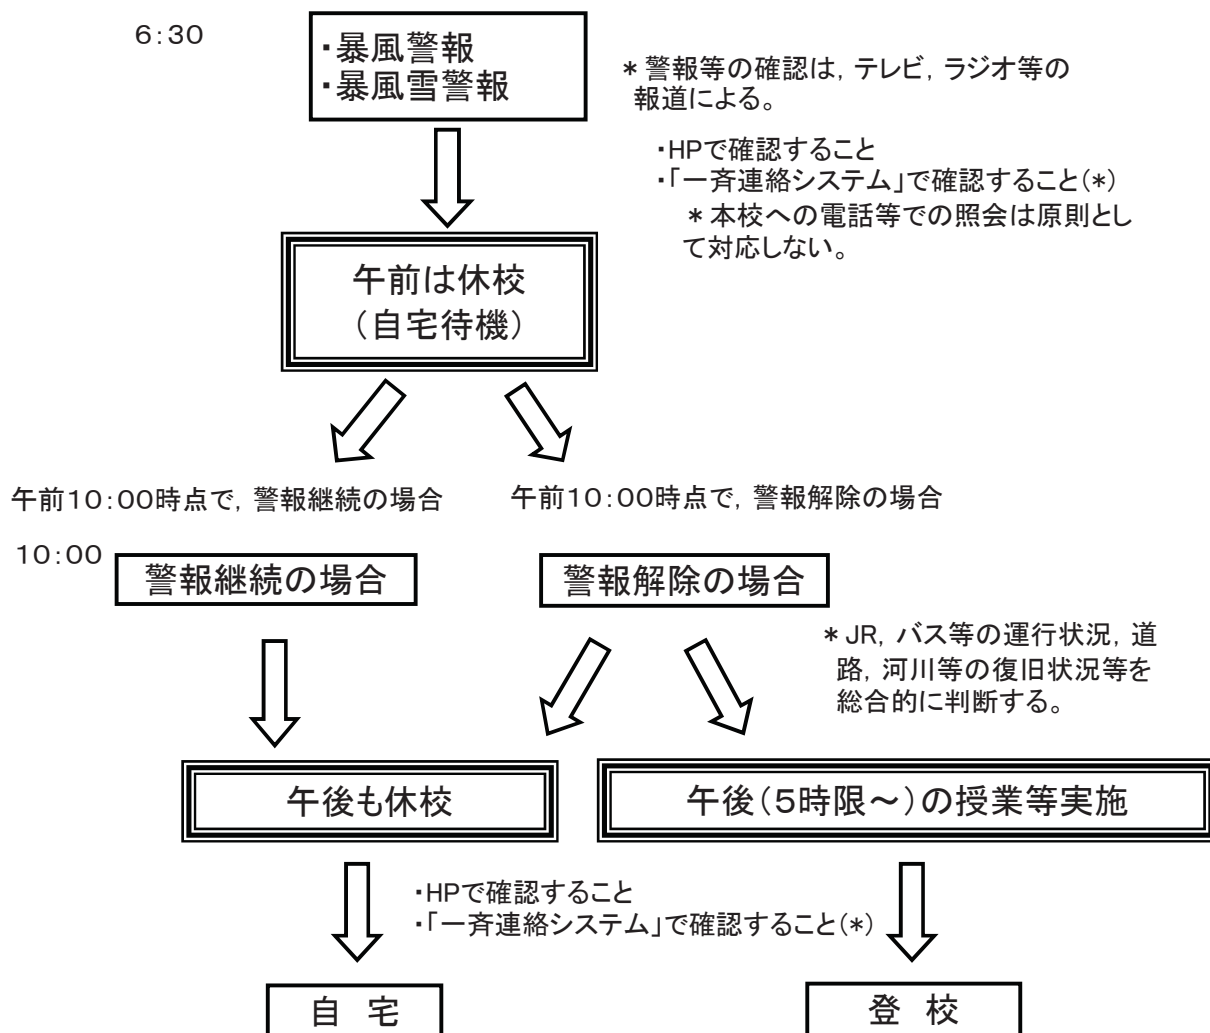 6:30
・暴風警報
・暴風雪警報
＊警報等の確認は，テレビ，ラジオ等の
報道による。
・HPで確認すること
・「一斉連絡システム」で確認すること(＊)
＊本校への電話等での照会は原則とし
て対応しない。
午前は休校
（自宅待機）
午前10：00時点で，警報継続の場合
午前10：00時点で，警報解除の場合
10:00
警報継続の場合
警報解除の場合
＊JR，バス等の運行状況，道
路，河川等の復旧状況等を
総合的に判断する。
午後も休校
午後（5時限～）の授業等実施
・HPで確認すること
・「一斉連絡システム」で確認すること(＊)
自　宅
登　校